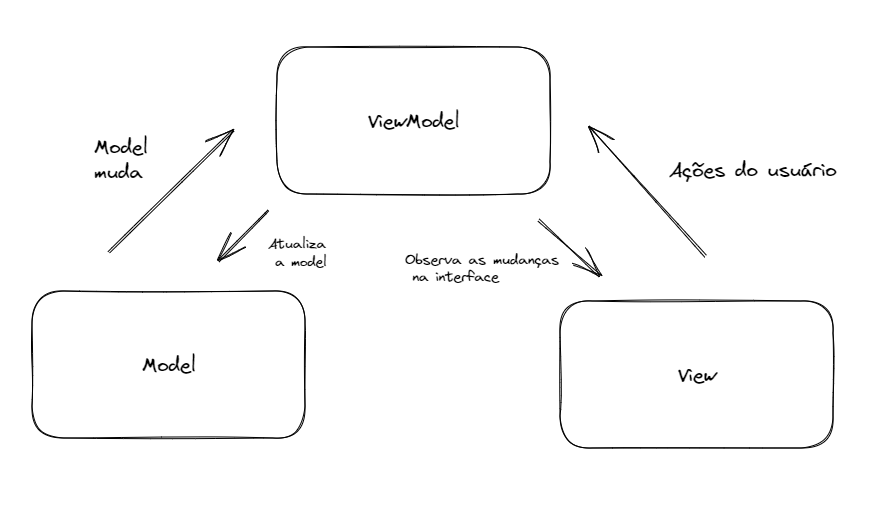 ViewModel
Model
muda
Ações do usuário
Atualiza
a model
Observa as mudanças
na interface
Model
View